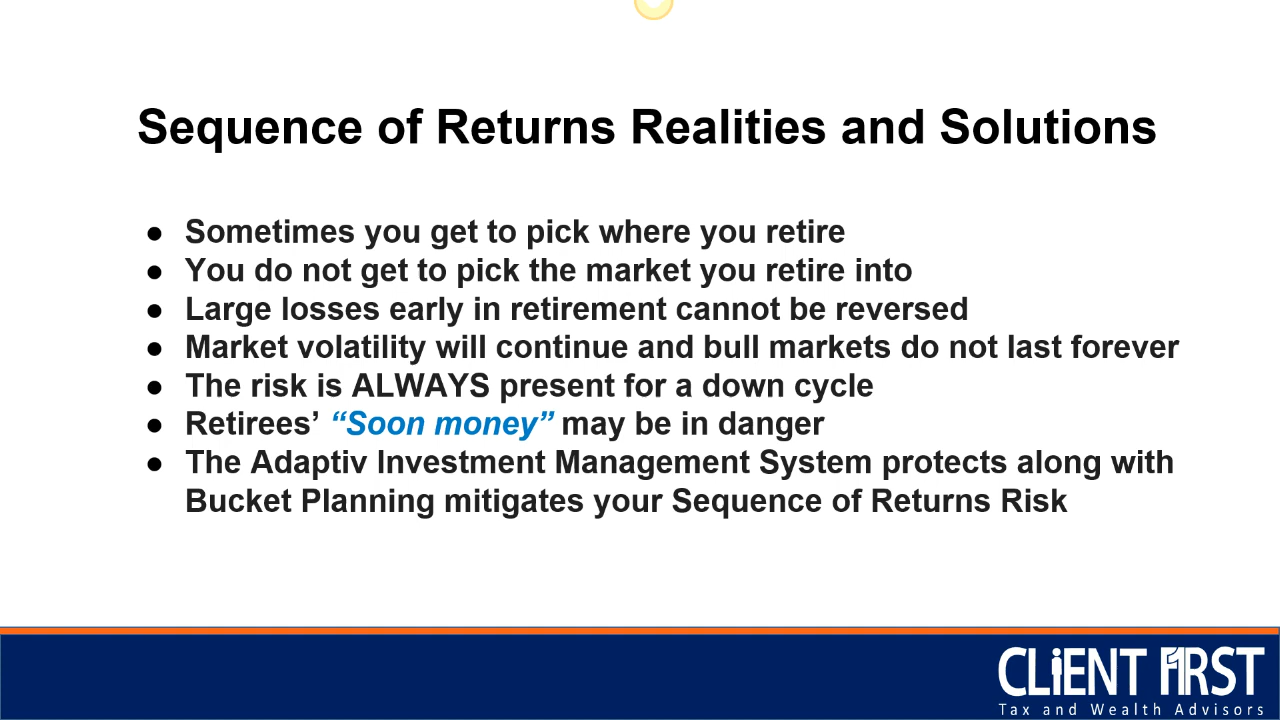 Sequence of Returns Realities and Solutions
● Sometimes you get to pick where you retire
● You do not get to pick the market you retire into
● Large losses early in retirement cannot be reversed
● Market volatility will continue and bull markets do not last forever
● The risk is ALWAYS present for a down cycle
● Retirees’ “Soon money” may be in danger
● The Adaptiv Investment Management System protects along with
Bucket Planning mitigates your Sequence of Returns Risk
CLiENT F1RST
Tax and Wealth Advisors